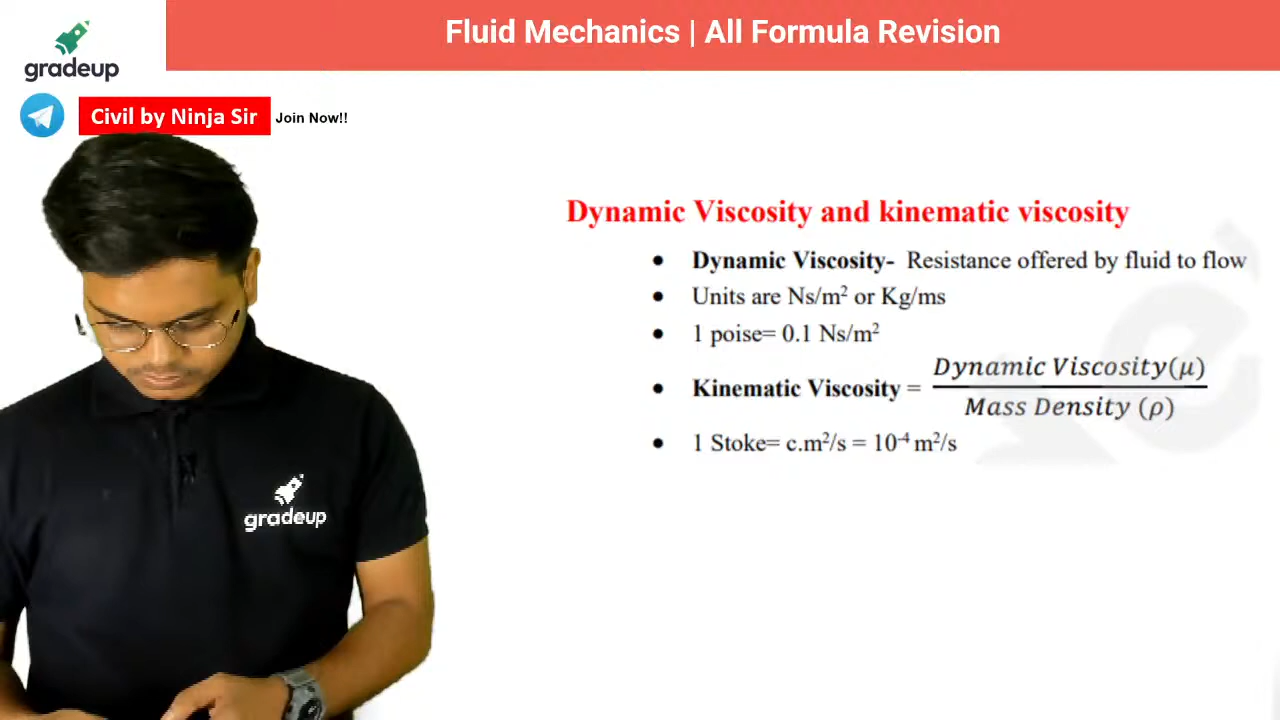 Fluid Mechanics | All Formula Revision
gradeup
Civil by Ninja Sir Join Now!!
Dynamic Viscosity and kinematic viscosity
• Dynamic Viscosity- Resistance offered by fluid to flow
• Units are Ns/m² or Kg/ms
• 1 poise= 0.1 Ns/m²
• Kinematic Viscosity = Dynamic Viscosity(μ) / Mass Density (ρ)
• 1 Stoke= c.m²/s = 10⁻⁴ m²/s
gradeup